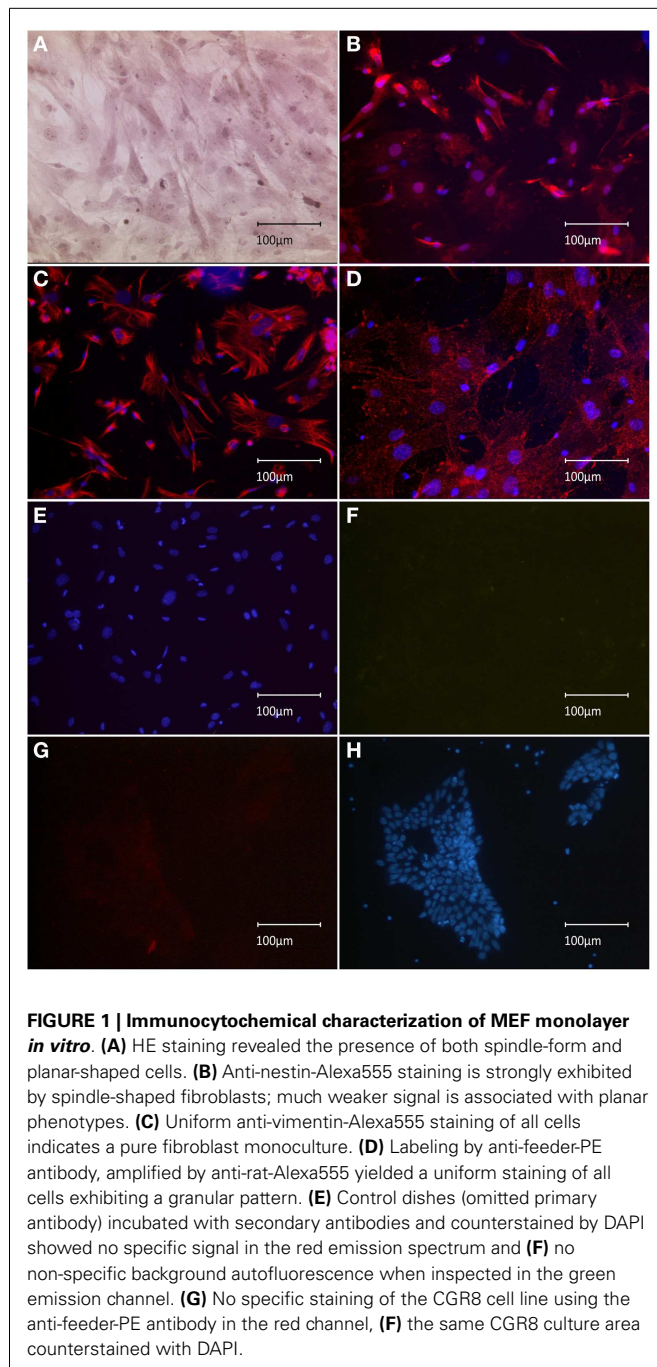 A
100µm
B
100µm
C
100µm
D
100µm
E
100µm
F
100µm
G
100µm
H
100µm
FIGURE 1 | Immunocytochemical characterization of MEF monolayer
in vitro. (A) HE staining revealed the presence of both spindle-form and
planar-shaped cells. (B) Anti-nestin-Alexa555 staining is strongly exhibited
by spindle-shaped fibroblasts; much weaker signal is associated with planar
phenotypes. (C) Uniform anti-vimentin-Alexa555 staining of all cells
indicates a pure fibroblast monoculture. (D) Labeling by anti-feeder-PE
antibody, amplified by anti-rat-Alexa555 yielded a uniform staining of all
cells exhibiting a granular pattern. (E) Control dishes (omitted primary
antibody) incubated with secondary antibodies and counterstained by DAPI
showed no specific signal in the red emission spectrum and (F) no
non-specific background autofluorescence when inspected in the green
emission channel. (G) No specific staining of the CGR8 cell line using the
anti-feeder-PE antibody in the red channel, (F) the same CGR8 culture area
counterstained with DAPI.